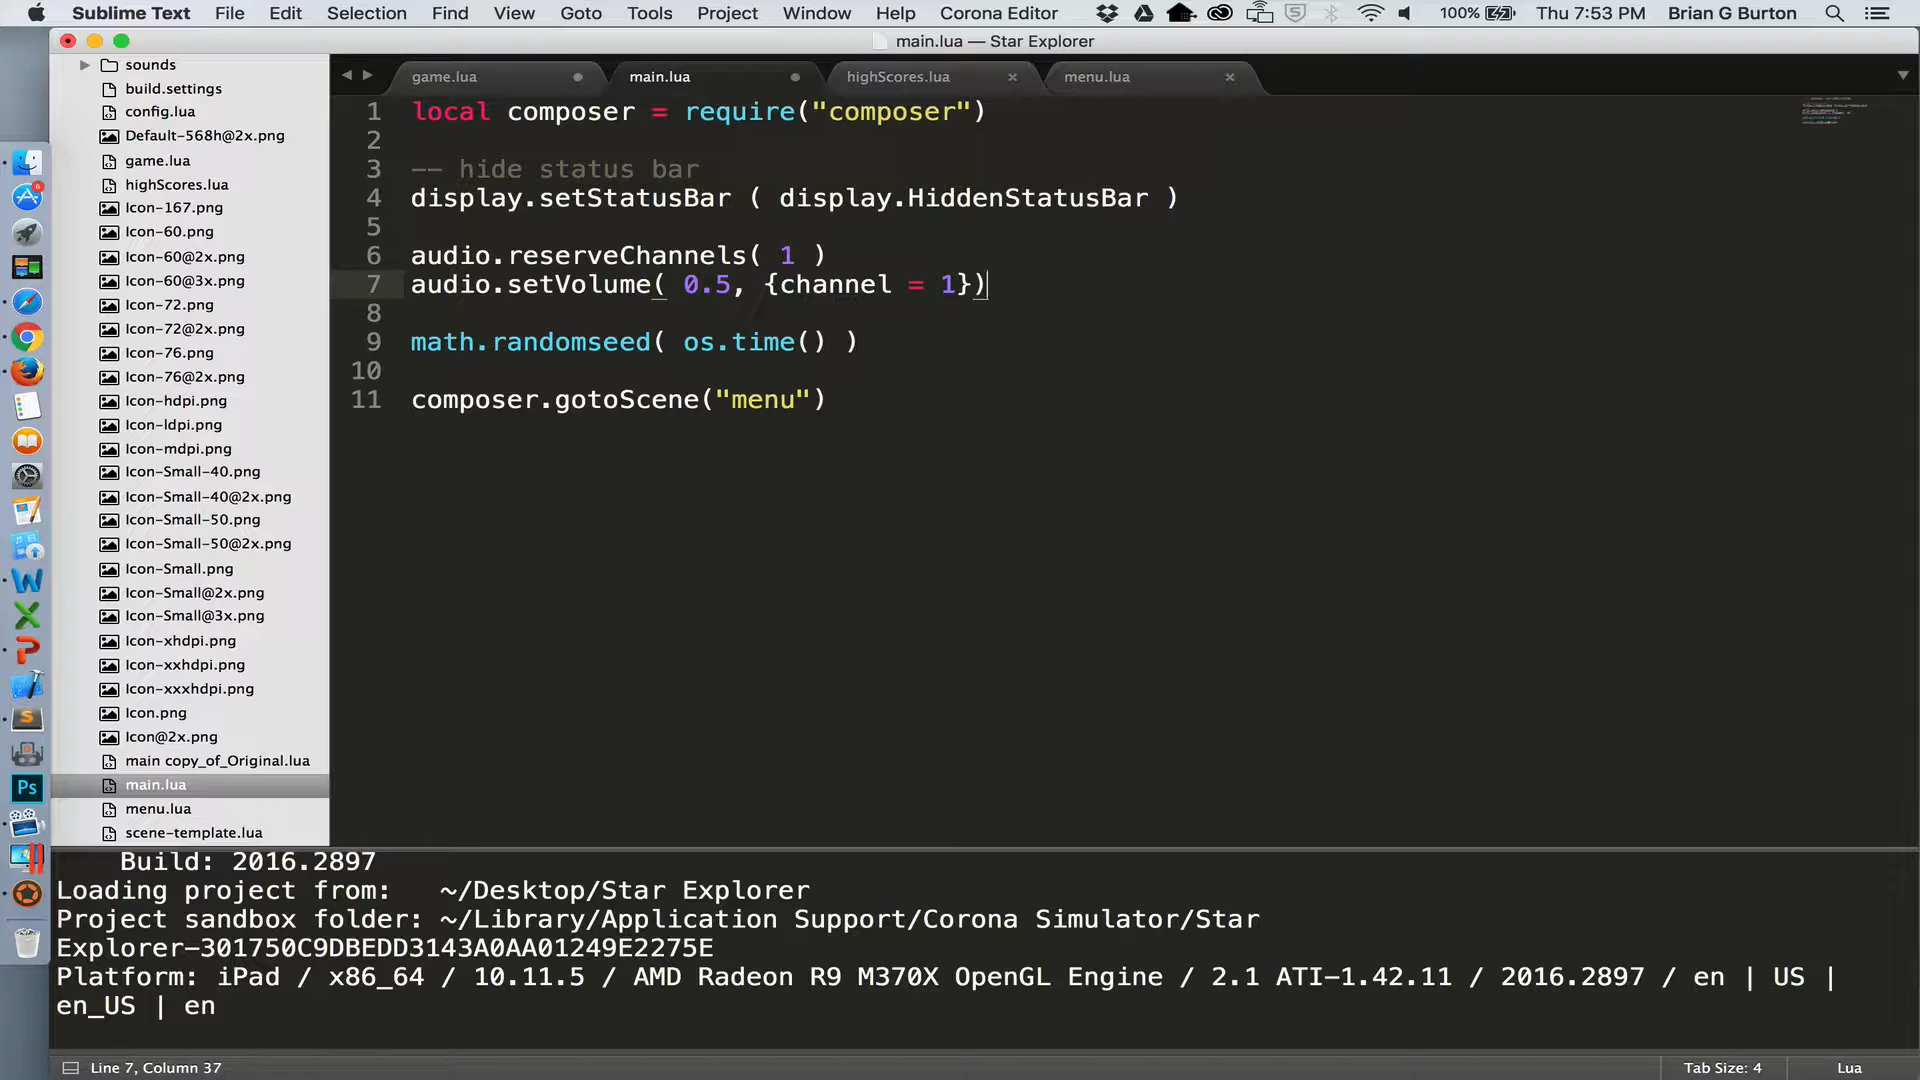 Sublime Text File Edit Selection Find View Goto Tools Project Window Help Corona Editor 100% Thu 7:53 PM Brian G Burton
main.lua — Star Explorer
game.lua main.lua highScores.lua menu.lua
sounds
build.settings
config.lua
Default-568h@2x.png
game.lua
highScores.lua
Icon-167.png
Icon-60.png
Icon-60@2x.png
Icon-60@3x.png
Icon-72.png
Icon-72@2x.png
Icon-76.png
Icon-76@2x.png
Icon-hdpi.png
Icon-ldpi.png
Icon-mdpi.png
Icon-Small-40.png
Icon-Small-40@2x.png
Icon-Small-50.png
Icon-Small-50@2x.png
Icon-Small.png
Icon-Small@2x.png
Icon-Small@3x.png
Icon-xhdpi.png
Icon-xxhdpi.png
Icon-xxxhdpi.png
Icon.png
Icon@2x.png
main copy_of_Original.lua
main.lua
menu.lua
scene-template.lua
1 local composer = require("composer")
2
3 -- hide status bar
4 display.setStatusBar ( display.HiddenStatusBar )
5
6 audio.reserveChannels( 1 )
7 audio.setVolume( 0.5, {channel = 1})
8
9 math.randomseed( os.time() )
10
11 composer.gotoScene("menu")
Build: 2016.2897
Loading project from: ~/Desktop/Star Explorer
Project sandbox folder: ~/Library/Application Support/Corona Simulator/Star
Explorer-301750C9DBEDD3143A0AA01249E2275E
Platform: iPad / x86_64 / 10.11.5 / AMD Radeon R9 M370X OpenGL Engine / 2.1 ATI-1.42.11 / 2016.2897 / en | US |
en_US | en
Line 7, Column 37 Tab Size: 4 Lua